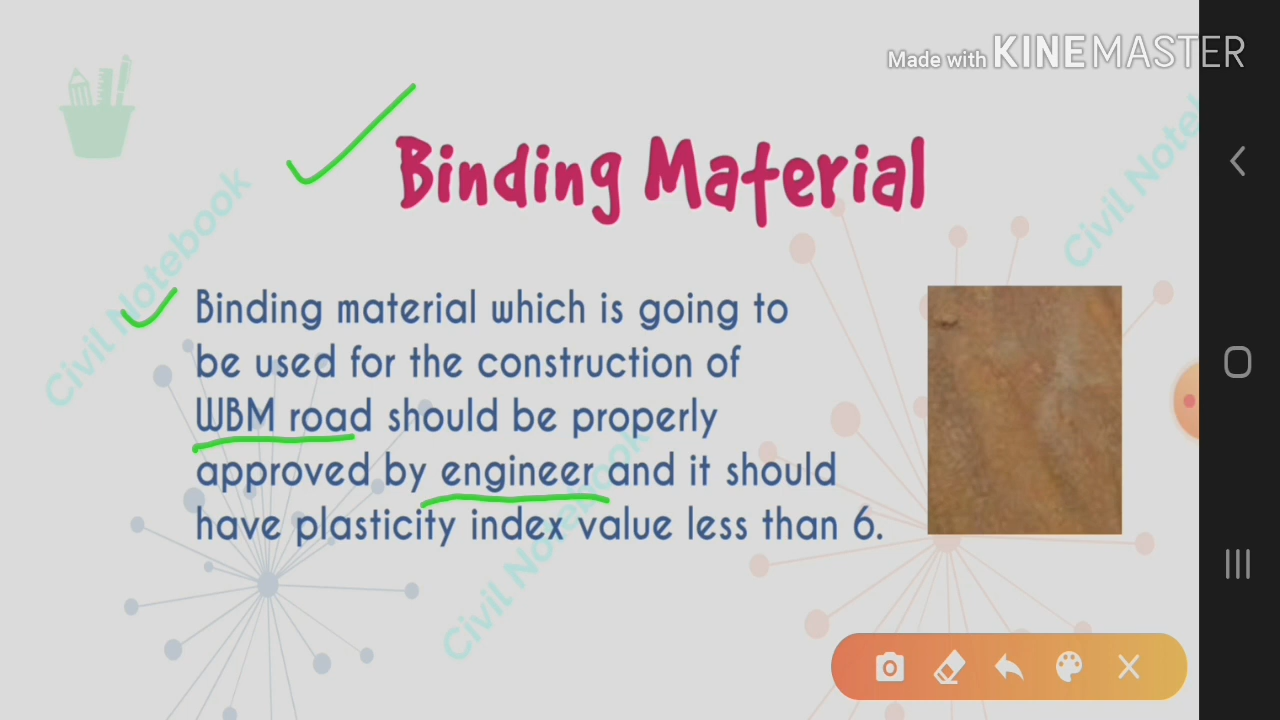 Made with KINEMASTER
Binding Material
Binding material which is going to
be used for the construction of
WBM road should be properly
approved by engineer and it should
have plasticity index value less than 6.
Civil Notebook
Civil Notebook
Civil Notebook